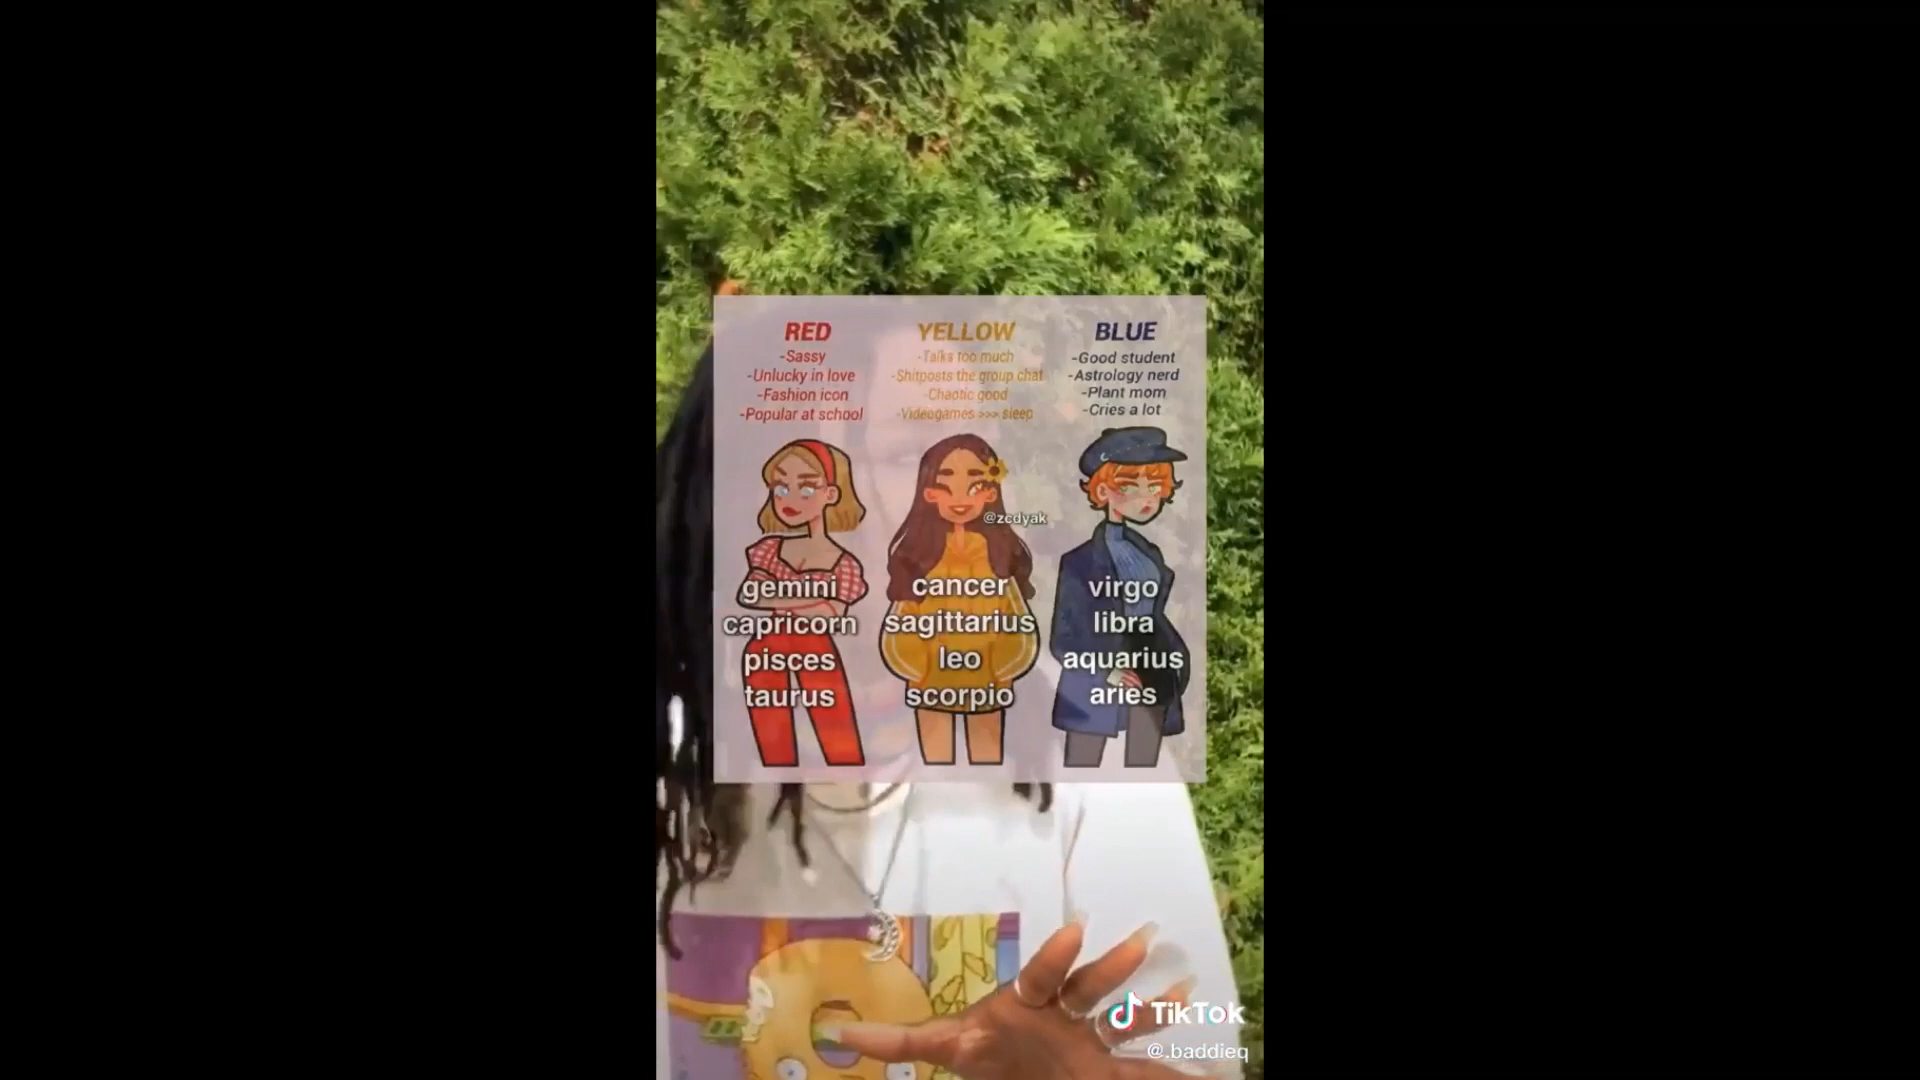 RED
-Sassy
-Unlucky in love
-Fashion icon
-Popular at school
gemini
capricorn
pisces
taurus
YELLOW
-Talks too much
-Shitposts the group chat
-Chaotic good
-Videogames >>> sleep
@zcdyak
cancer
sagittarius
leo
scorpio
BLUE
-Good student
-Astrology nerd
-Plant mom
-Cries a lot
virgo
libra
aquarius
aries
TikTok
@.baddieq